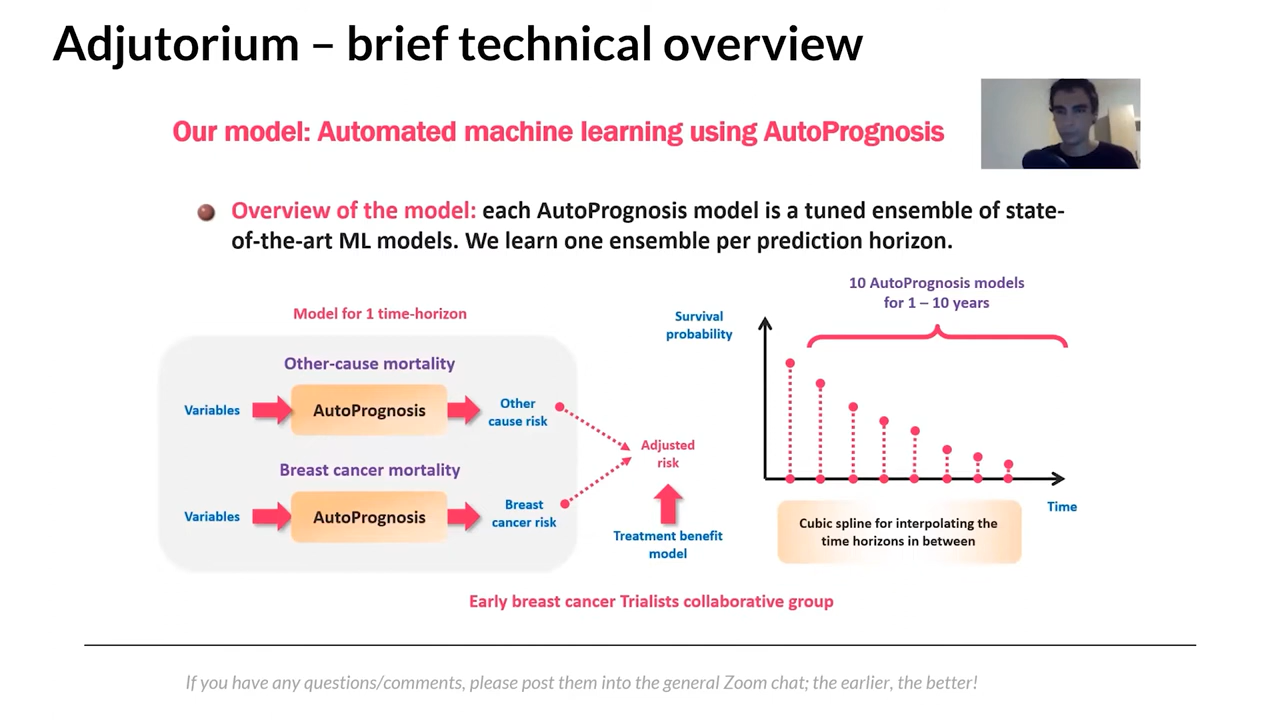 Adjutorium – brief technical overview
Our model: Automated machine learning using AutoPrognosis
Overview of the model: each AutoPrognosis model is a tuned ensemble of state-
of-the-art ML models. We learn one ensemble per prediction horizon.
Model for 1 time-horizon
Other-cause mortality
Variables
AutoPrognosis
Other
cause risk
Breast cancer mortality
Variables
AutoPrognosis
Breast
cancer risk
Adjusted
risk
Treatment benefit
model
Survival
probability
10 AutoPrognosis models
for 1 – 10 years
Time
Cubic spline for interpolating the
time horizons in between
Early breast cancer Trialists collaborative group
If you have any questions/comments, please post them into the general Zoom chat; the earlier, the better!